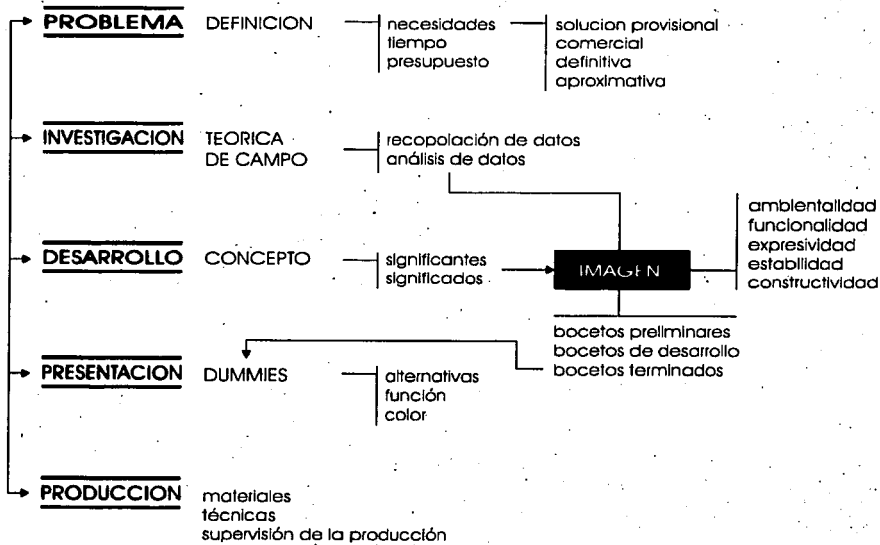 PROBLEMA
DEFINICION
necesidades
tiempo
presupuesto
solucion provisional
comercial
definitiva
aproximativa
INVESTIGACION
TEORICA
DE CAMPO
recopolación de datos
análisis de datos
DESARROLLO
CONCEPTO
significantes
significados
IMAGEN
ambientalidad
funcionalidad
expresividad
estabilidad
constructividad
bocetos preliminares
bocetos de desarrollo
bocetos terminados
PRESENTACION
DUMMIES
alternativas
función
color
PRODUCCION
materiales
técnicas
supervisión de la producción